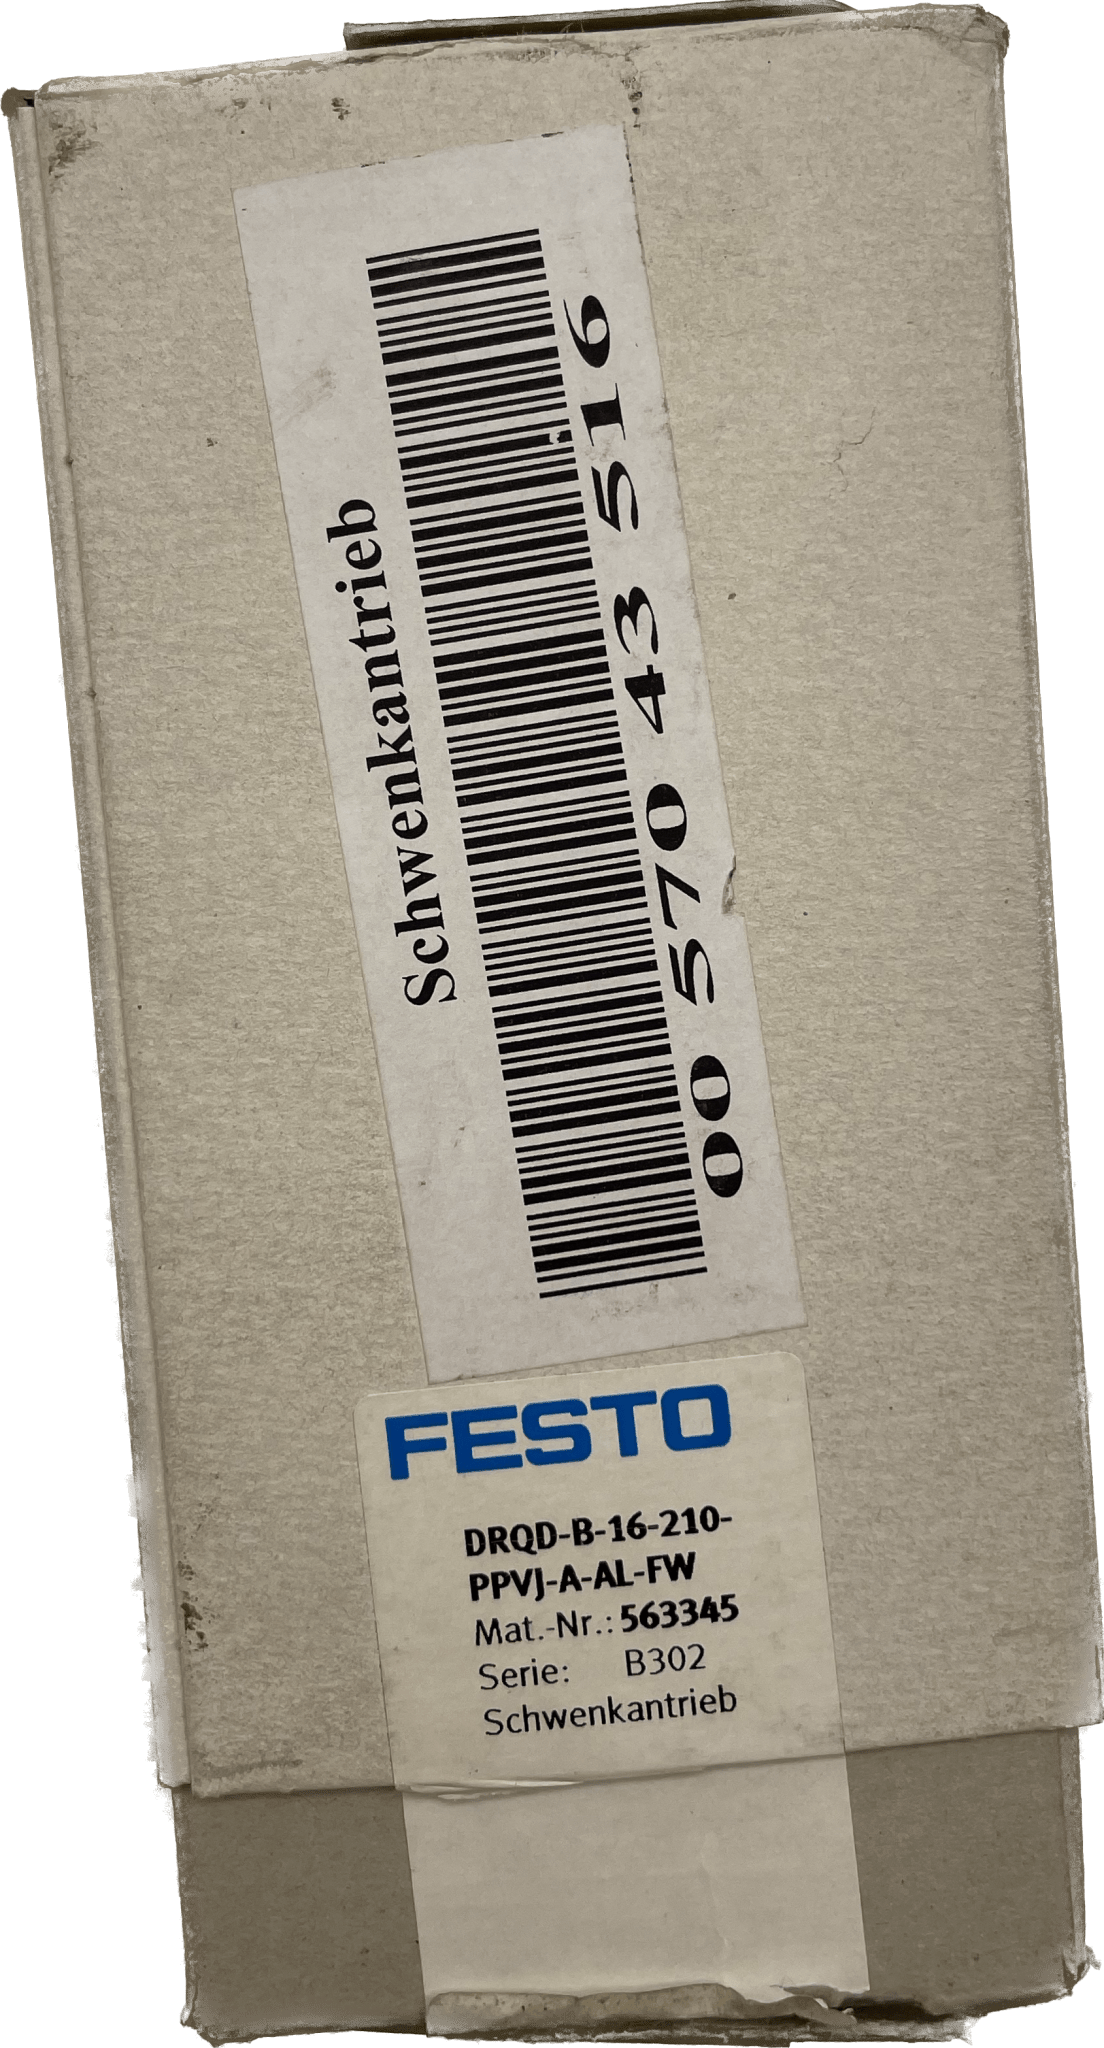 Schwenkantrieb
00 570 43 516
FESTO
DRQD-B-16-210-
PPVJ-A-AL-FW
Mat.-Nr.: 563345
Serie: B302
Schwenkantrieb